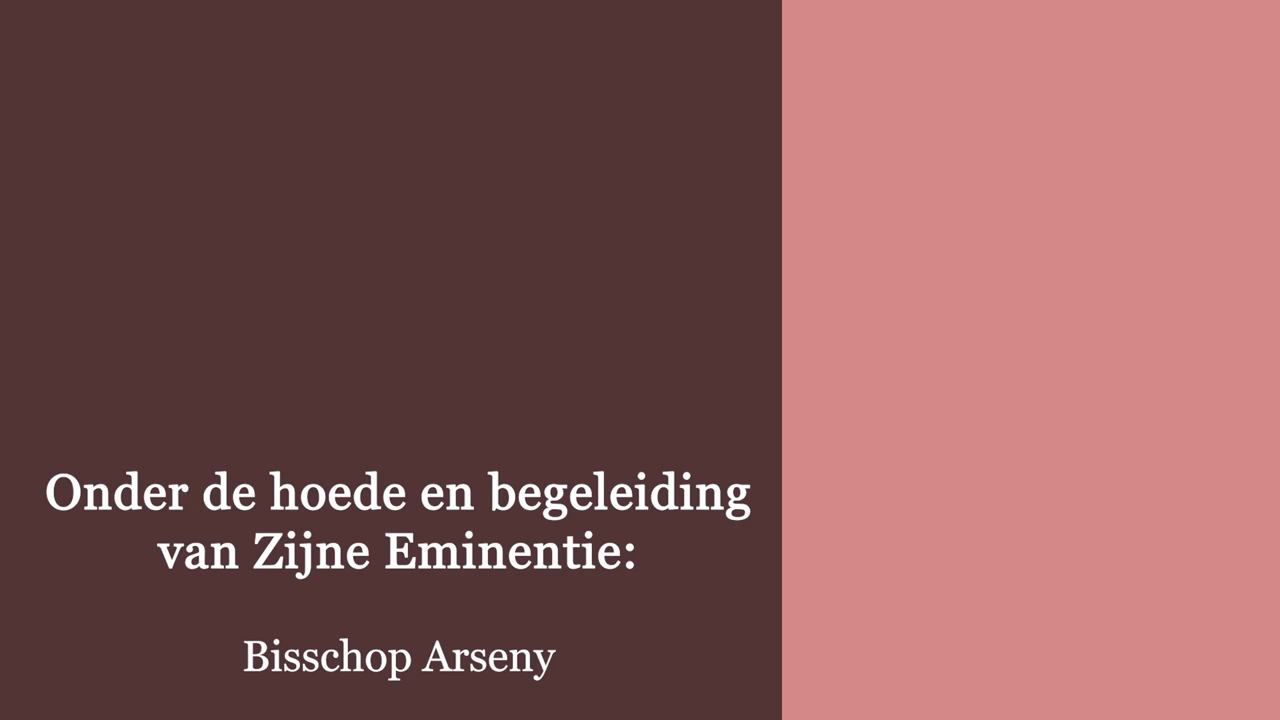 Onder de hoede en begeleiding
van Zijne Eminentie:
Bisschop Arseny